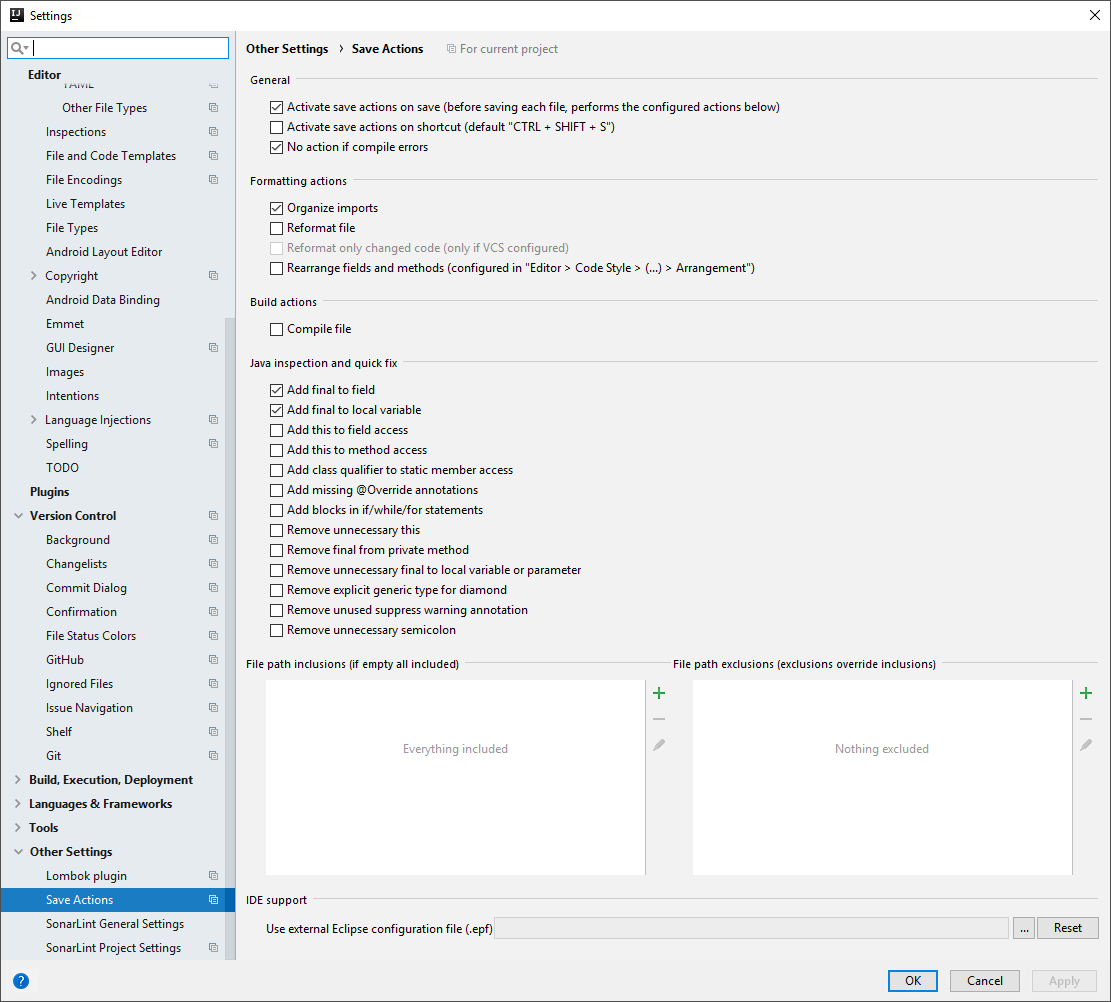 Settings
Editor
YAML
Other File Types
Inspections
File and Code Templates
File Encodings
Live Templates
File Types
Android Layout Editor
Copyright
Android Data Binding
Emmet
GUI Designer
Images
Intentions
Language Injections
Spelling
TODO
Plugins
Version Control
Background
Changelists
Commit Dialog
Confirmation
File Status Colors
GitHub
Ignored Files
Issue Navigation
Shelf
Git
Build, Execution, Deployment
Languages & Frameworks
Tools
Other Settings
Lombok plugin
Save Actions
SonarLint General Settings
SonarLint Project Settings
Other Settings › Save Actions For current project
General
Activate save actions on save (before saving each file, performs the configured actions below)
Activate save actions on shortcut (default "CTRL + SHIFT + S")
No action if compile errors
Formatting actions
Organize imports
Reformat file
Reformat only changed code (only if VCS configured)
Rearrange fields and methods (configured in "Editor > Code Style > (...) > Arrangement")
Build actions
Compile file
Java inspection and quick fix
Add final to field
Add final to local variable
Add this to field access
Add this to method access
Add class qualifier to static member access
Add missing @Override annotations
Add blocks in if/while/for statements
Remove unnecessary this
Remove final from private method
Remove unnecessary final to local variable or parameter
Remove explicit generic type for diamond
Remove unused suppress warning annotation
Remove unnecessary semicolon
File path inclusions (if empty all included)
Everything included
File path exclusions (exclusions override inclusions)
Nothing excluded
IDE support
Use external Eclipse configuration file (.epf) ... Reset
? OK Cancel Apply